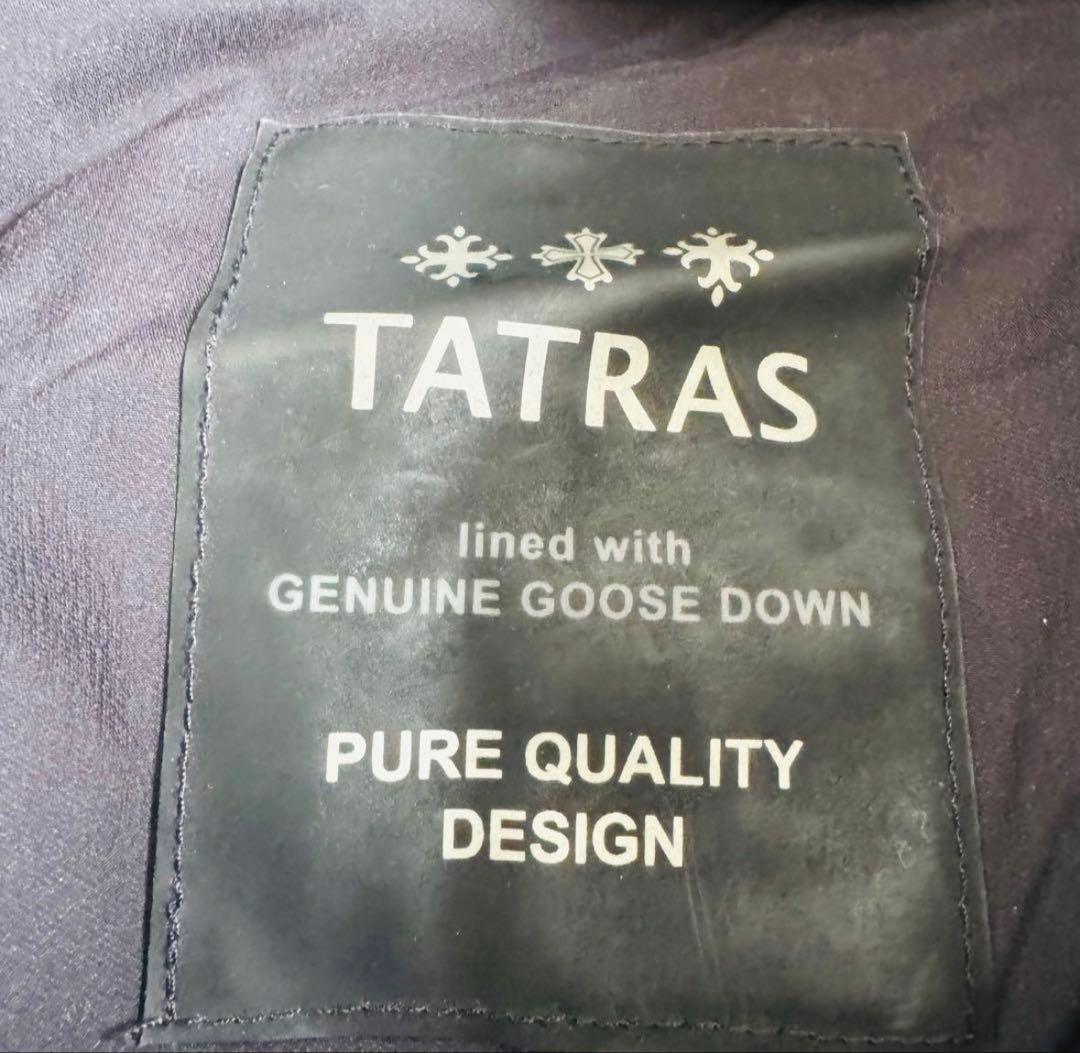 TATRAS
lined with
GENUINE GOOSE DOWN
PURE QUALITY
DESIGN